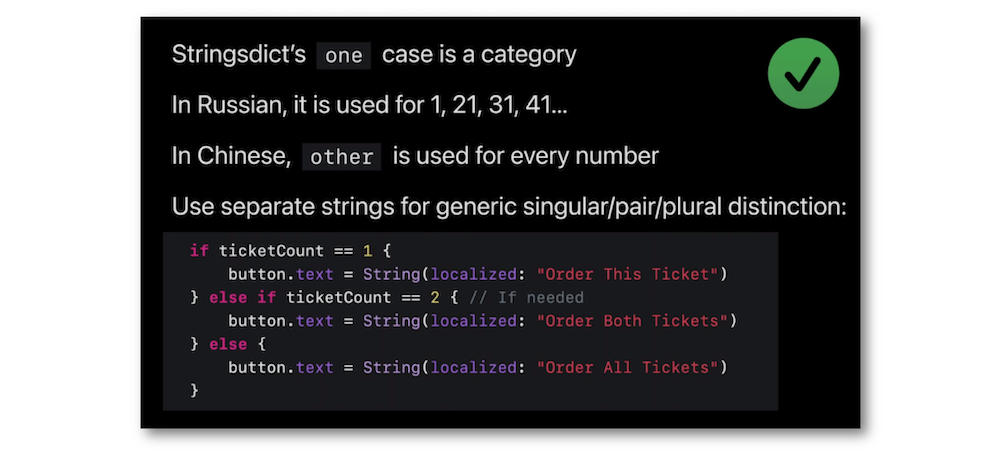 Stringsdict’s one case is a category
In Russian, it is used for 1, 21, 31, 41...
In Chinese, other is used for every number
Use separate strings for generic singular/pair/plural distinction:
if ticketCount == 1 {
    button.text = String(localized: "Order This Ticket")
} else if ticketCount == 2 { // If needed
    button.text = String(localized: "Order Both Tickets")
} else {
    button.text = String(localized: "Order All Tickets")
}